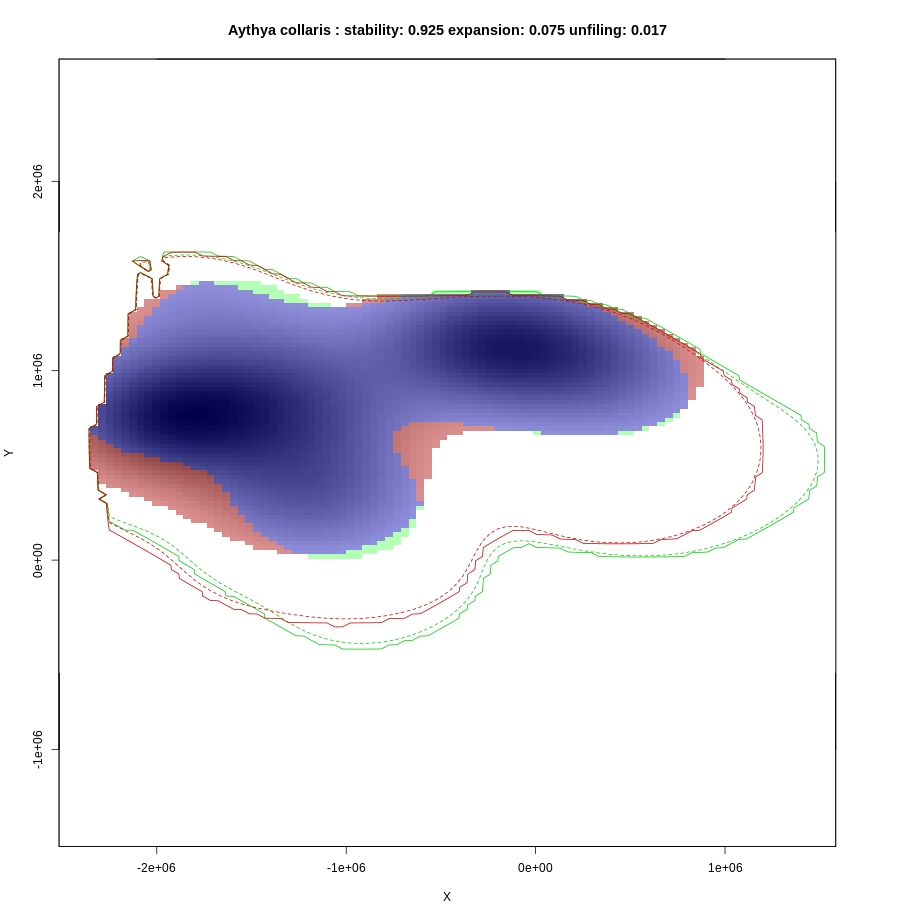 Aythya collaris : stability: 0.925 expansion: 0.075 unfiling: 0.017
2e+06
1e+06
Y
0e+00
-1e+06
-2e+06 -1e+06 0e+00 1e+06
X